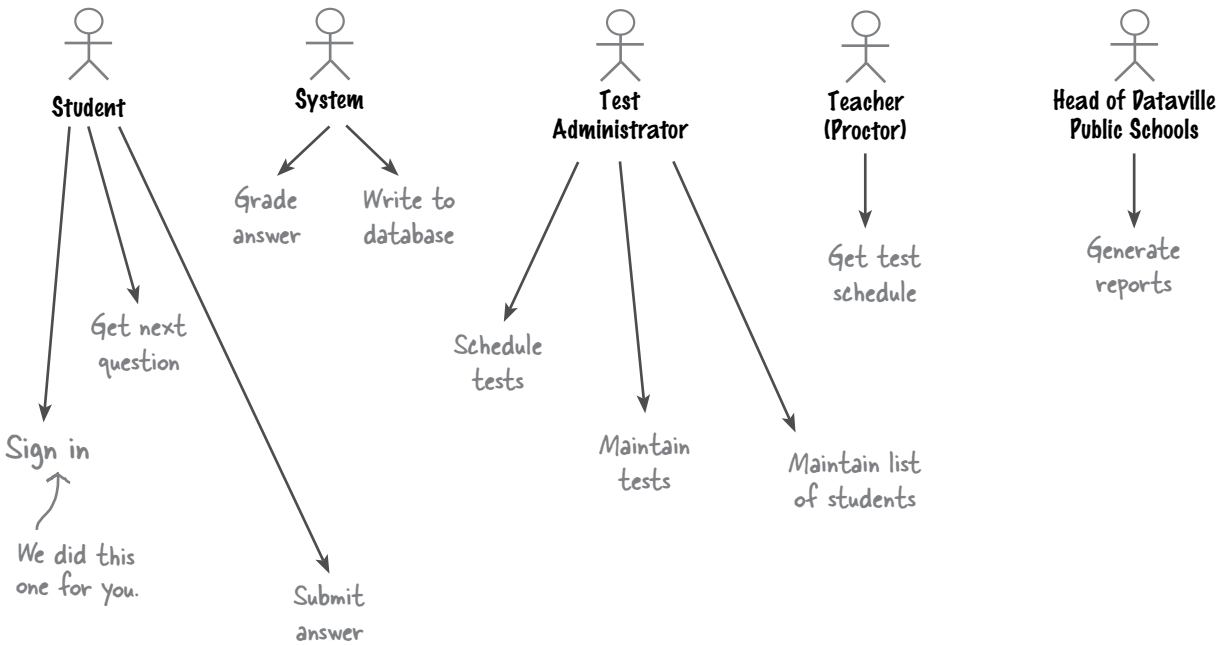 Student
System
Test
Administrator
Teacher
(Proctor)
Head of Dataville
Public Schools
Grade
answer
Write to
database
Get test
schedule
Generate
reports
Get next
question
Schedule
tests
Sign in
Maintain
tests
Maintain list
of students
We did this
one for you.
Submit
answer